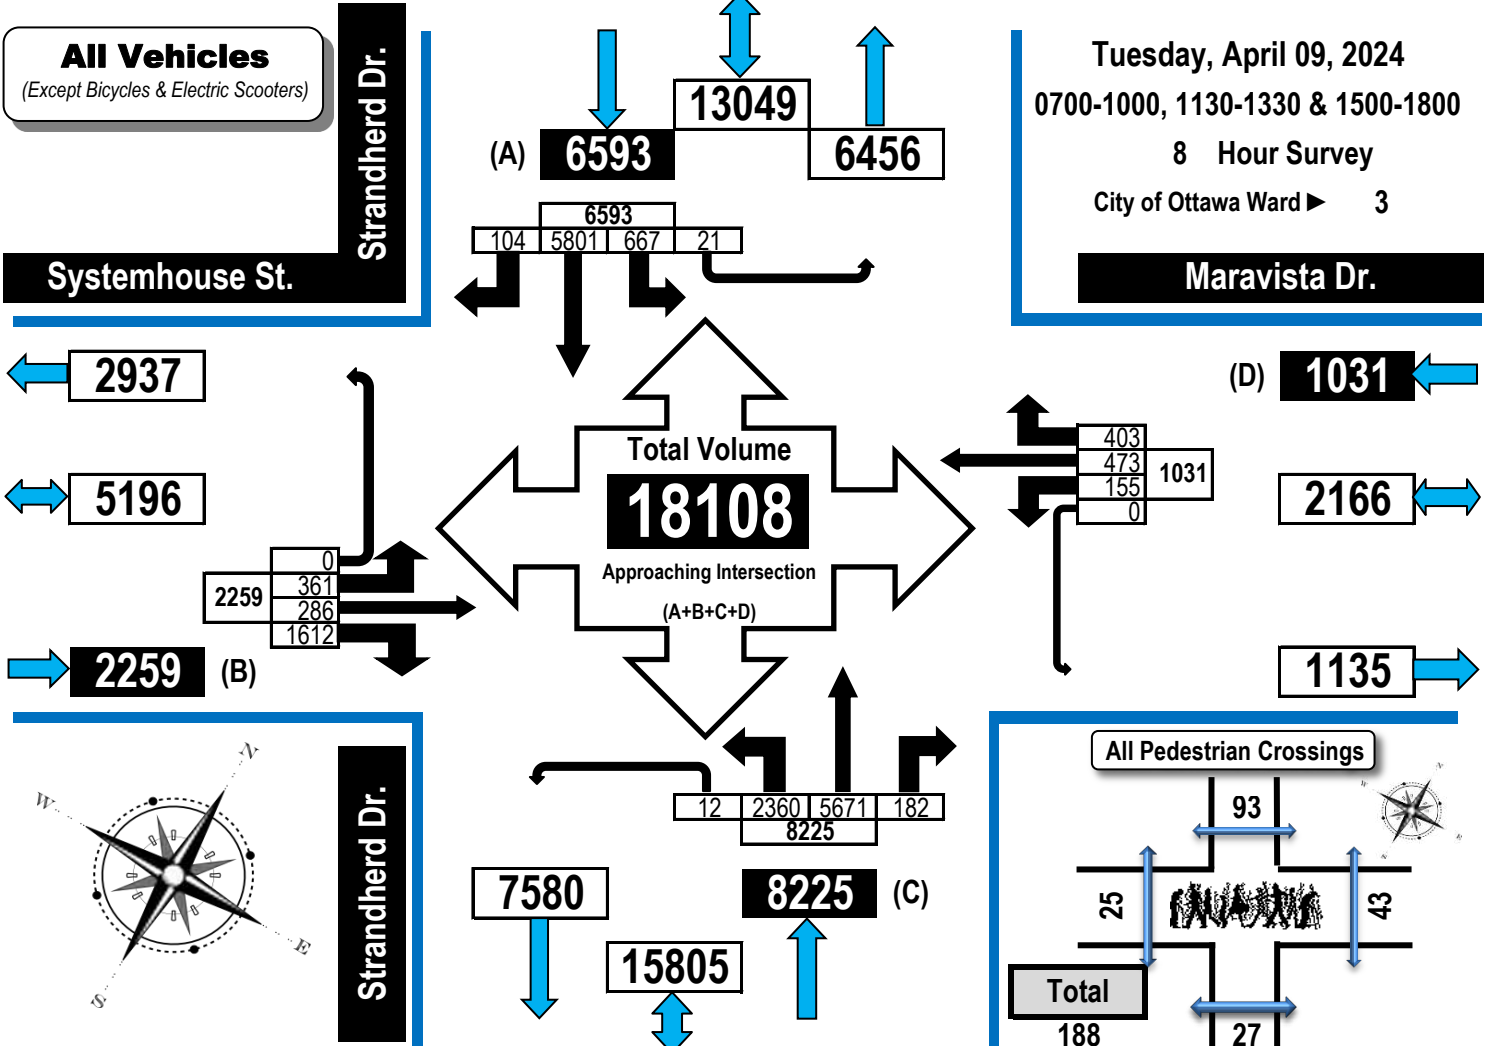 All Vehicles
(Except Bicycles & Electric Scooters)
Strandherd Dr.
Systemhouse St.
(A)
6593
13049
6456
6593
104 5801 667 21
Tuesday, April 09, 2024
0700-1000, 1130-1330 & 1500-1800
8 Hour Survey
City of Ottawa Ward ► 3
Maravista Dr.
2937
5196
0
361
286
1612
2259
2259
(B)
Total Volume
18108
Approaching Intersection
(A+B+C+D)
(D)
1031
403
473
155
0
1031
2166
1135
Strandherd Dr.
N
W
E
S
12 2360 5671 182
8225
7580
15805
8225
(C)
All Pedestrian Crossings
93
25
43
27
Total
188
N
W
E
S